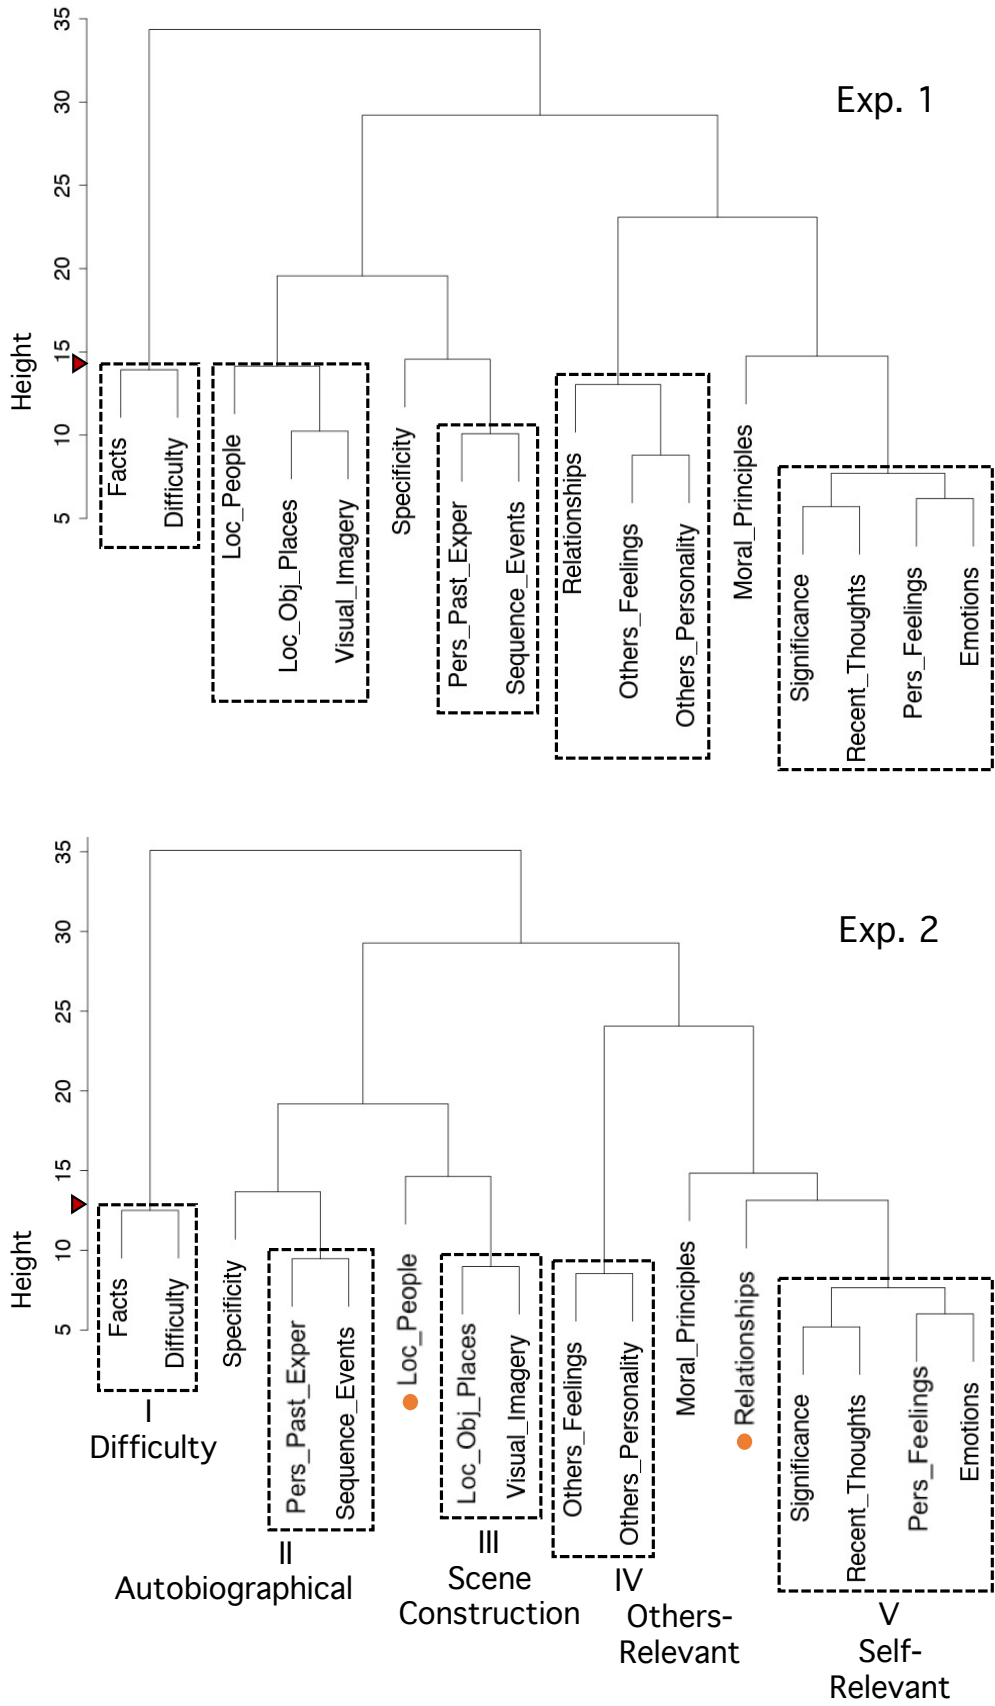 Exp. 1
Height
35
30
25
20
15
10
5
Facts
Difficulty
Loc_People
Loc_Obj_Places
Visual_Imagery
Specificity
Pers_Past_Exper
Sequence_Events
Relationships
Others_Feelings
Others_Personality
Moral_Principles
Significance
Recent_Thoughts
Pers_Feelings
Emotions
Exp. 2
Height
35
30
25
20
15
10
5
Facts
Difficulty
Specificity
Pers_Past_Exper
Sequence_Events
Loc_People
Loc_Obj_Places
Visual_Imagery
Others_Feelings
Others_Personality
Moral_Principles
Relationships
Significance
Recent_Thoughts
Pers_Feelings
Emotions
I
Difficulty
II
Autobiographical
III
Scene
Construction
IV
Others-
Relevant
V
Self-
Relevant